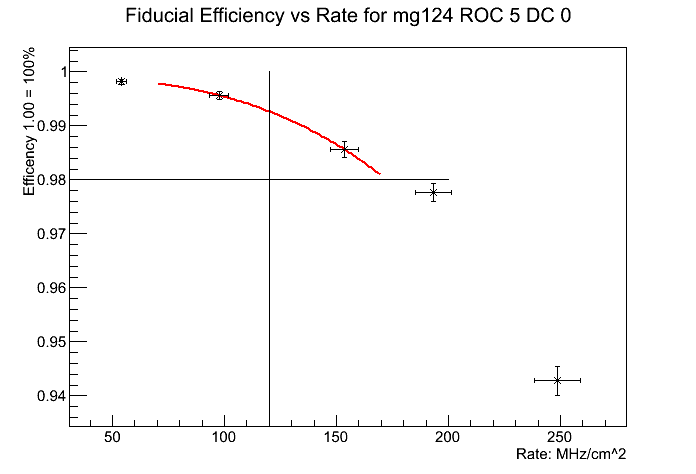 Fiducial Efficiency vs Rate for mg124 ROC 5 DC 0
Efficency 1.00 = 100%
1
0.99
0.98
0.97
0.96
0.95
0.94
50 100 150 200 250
Rate: MHz/cm^2